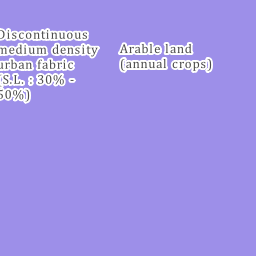 Discontinuous
medium density
urban fabric
(S.L. : 30% -
50%)
Arable land
(annual crops)